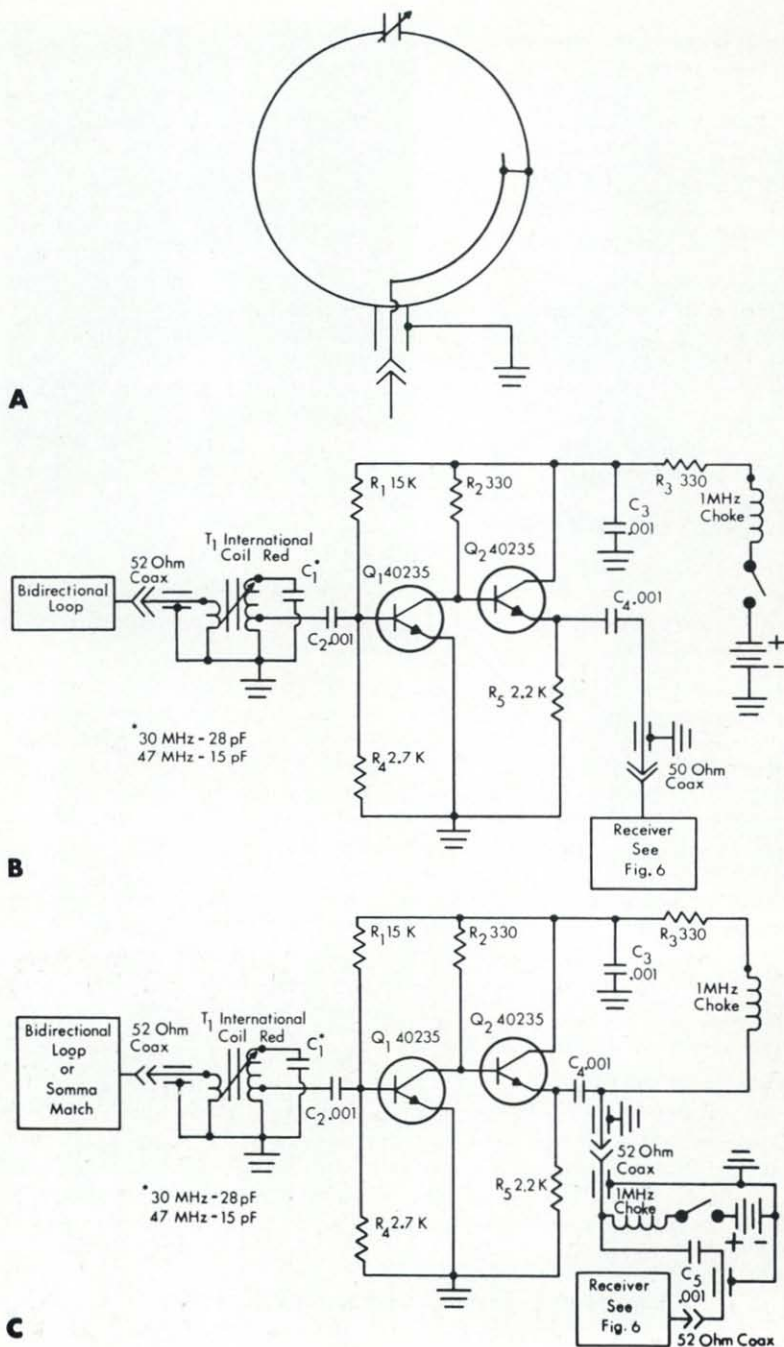 A
R1 15 K
R2 330
R3 330
1MHz
Choke
C3
.001
T1 International
Coil Red
52 Ohm
Coax
C1*
Q1 40235
Q2 40235
Bidirectional
Loop
C2 .001
C4 .001
+
-
R5 2.2 K
* 30 MHz - 28 pF
47 MHz - 15 pF
R4 2.7 K
50 Ohm
Coax
Receiver
See
Fig. 6
B
R1 15 K
R2 330
R3 330
C3
.001
1MHz
Choke
T1 International
Coil Red
52 Ohm
Coax
C1*
Q1 40235
Q2 40235
Bidirectional
Loop
or
Somma
Match
C2 .001
C4 .001
52 Ohm
Coax
R5 2.2 K
1MHz
Choke
+ -
* 30 MHz - 28 pF
47 MHz - 15 pF
R4 2.7 K
C5
.001
Receiver
See
Fig. 6
52 Ohm Coax
C